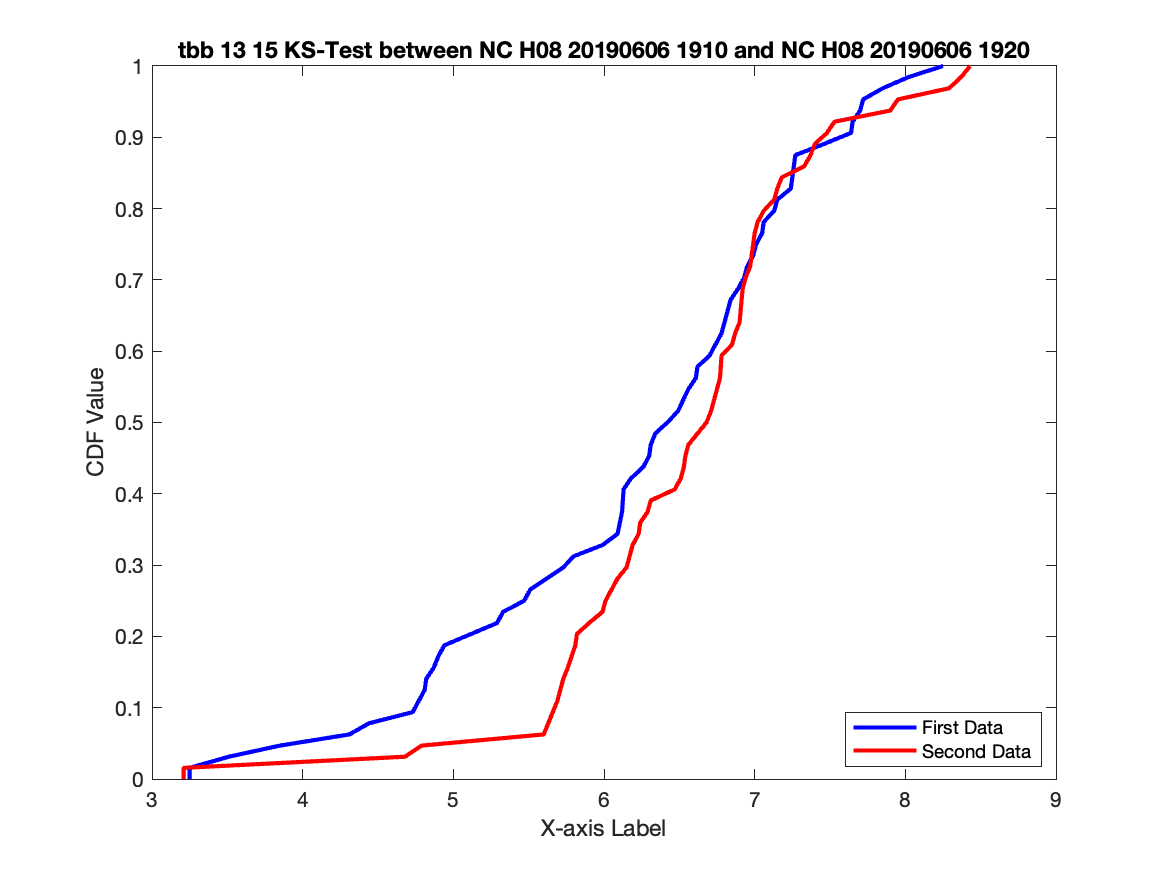 tbb 13 15 KS-Test between NC H08 20190606 1910 and NC H08 20190606 1920
1
0.9
0.8
0.7
0.6
0.5
0.4
0.3
0.2
0.1
0
CDF Value
First Data
Second Data
3 4 5 6 7 8 9
X-axis Label